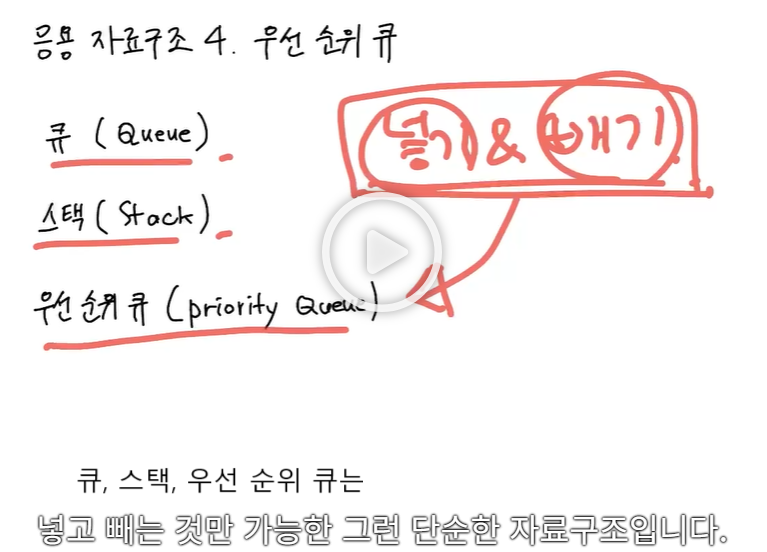 응용 자료구조 4. 우선 순위 큐
큐 (Queue)
넣기 & 빼기
스택 (Stack)
우선 순위 큐 (priority Queue)
큐, 스택, 우선 순위 큐는
넣고 빼는 것만 가능한 그런 단순한 자료구조입니다.